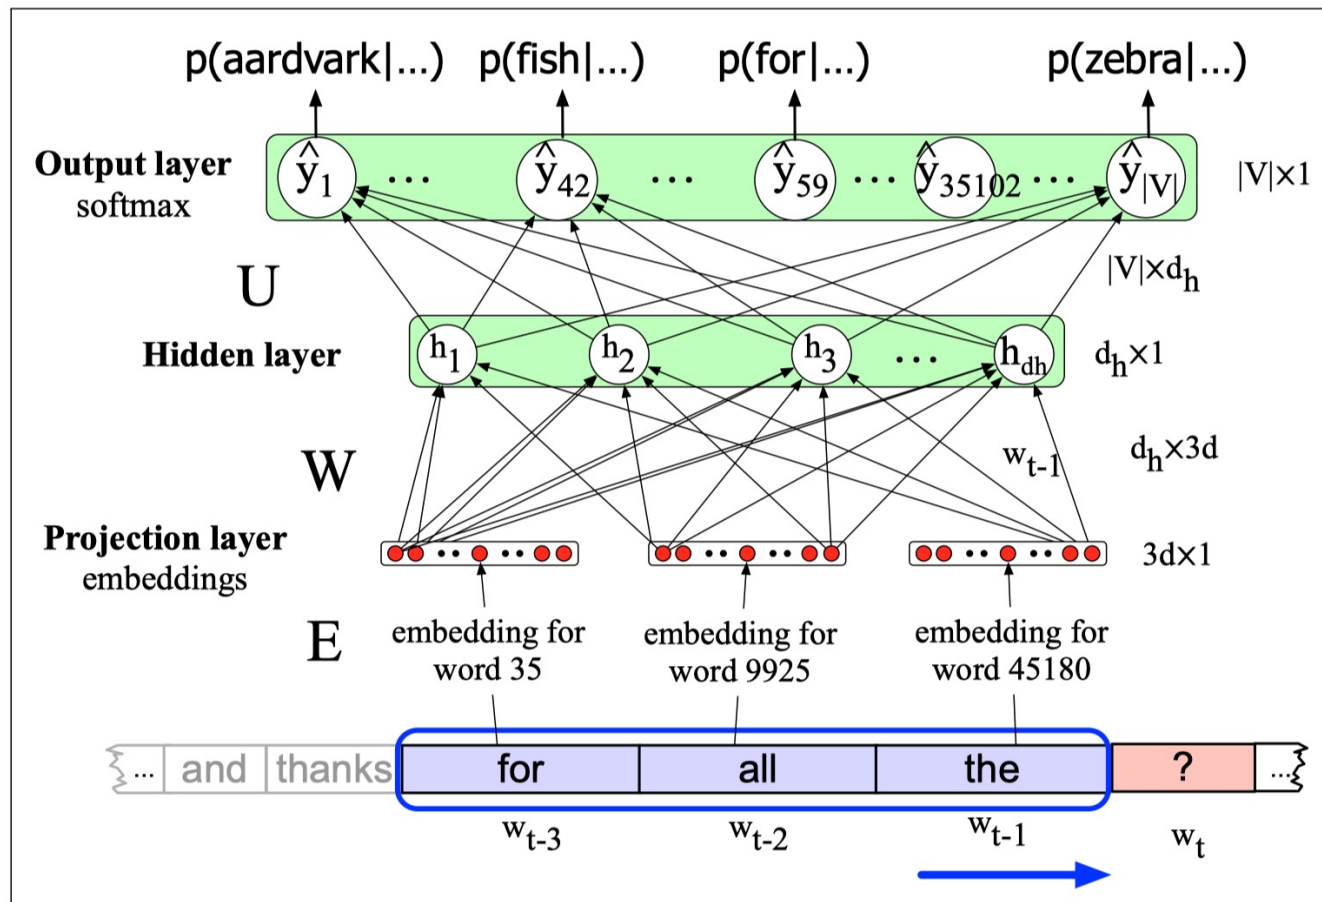 p(aardvark|...) p(fish|...) p(for|...) p(zebra|...)
Output layer
softmax
ŷ1 ... ŷ42 ... ŷ59 ... ŷ35102 ... ŷ|V|
|V|×1
U
|V|×dh
Hidden layer
h1 h2 h3 ... hdh
dh×1
W
wt-1
dh×3d
Projection layer
embeddings
.. .. .. .. .. ..
3d×1
E
embedding for
word 35
embedding for
word 9925
embedding for
word 45180
... and thanks for all the ? ...
wt-3 wt-2 wt-1 wt